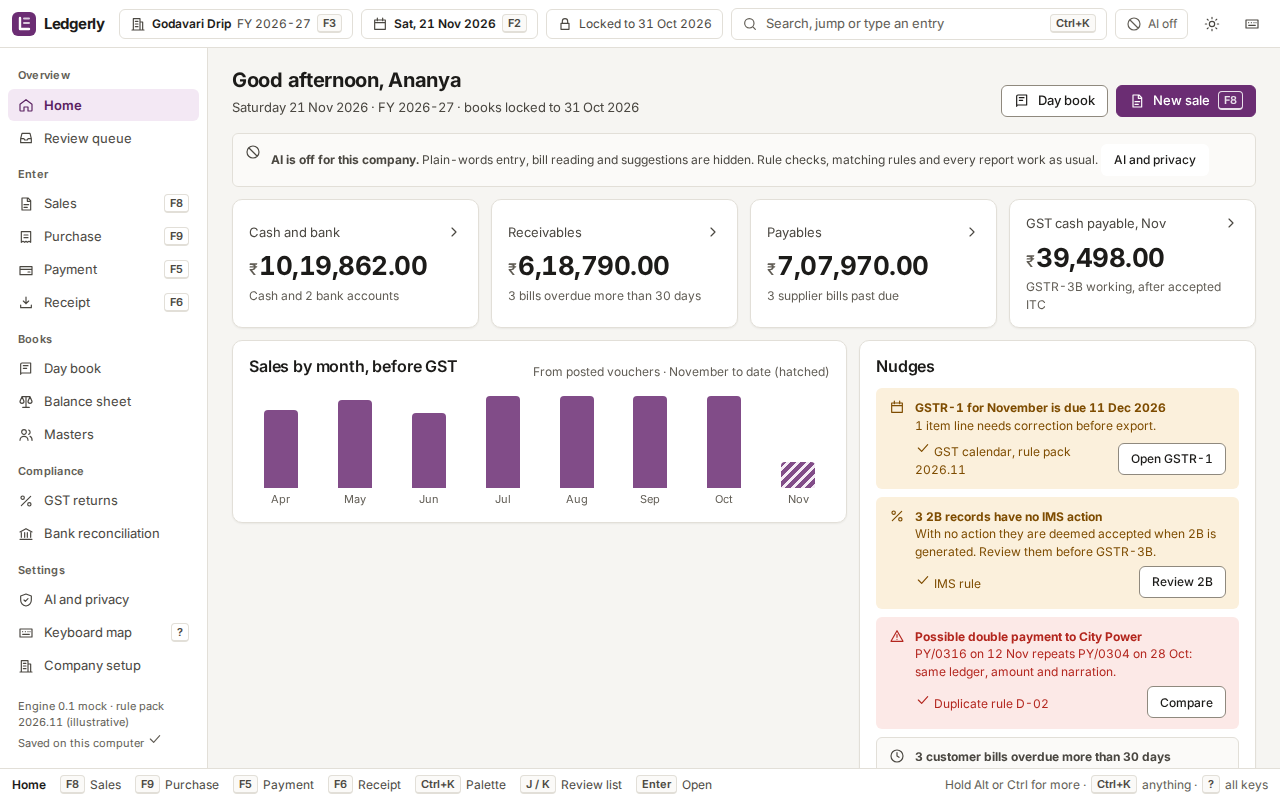 Ledgerly
Godavari Drip FY 2026-27 F3
Sat, 21 Nov 2026 F2
Locked to 31 Oct 2026
Search, jump or type an entry Ctrl+K
AI off
Overview
Home
Review queue
Enter
Sales F8
Purchase F9
Payment F5
Receipt F6
Books
Day book
Balance sheet
Masters
Compliance
GST returns
Bank reconciliation
Settings
AI and privacy
Keyboard map ?
Company setup
Engine 0.1 mock · rule pack
2026.11 (illustrative)
Saved on this computer
Good afternoon, Ananya
Saturday 21 Nov 2026 · FY 2026-27 · books locked to 31 Oct 2026
Day book
New sale F8
AI is off for this company. Plain-words entry, bill reading and suggestions are hidden. Rule checks, matching rules and every report work as usual. AI and privacy
Cash and bank
₹10,19,862.00
Cash and 2 bank accounts
Receivables
₹6,18,790.00
3 bills overdue more than 30 days
Payables
₹7,07,970.00
3 supplier bills past due
GST cash payable, Nov
₹39,498.00
GSTR-3B working, after accepted
ITC
Sales by month, before GST
From posted vouchers · November to date (hatched)
Apr May Jun Jul Aug Sep Oct Nov
Nudges
GSTR-1 for November is due 11 Dec 2026
1 item line needs correction before export.
GST calendar, rule pack
2026.11
Open GSTR-1
3 2B records have no IMS action
With no action they are deemed accepted when 2B is
generated. Review them before GSTR-3B.
IMS rule
Review 2B
Possible double payment to City Power
PY/0316 on 12 Nov repeats PY/0304 on 28 Oct:
same ledger, amount and narration.
Duplicate rule D-02
Compare
3 customer bills overdue more than 30 days
Home F8 Sales F9 Purchase F5 Payment F6 Receipt Ctrl+K Palette J / K Review list Enter Open
Hold Alt or Ctrl for more · Ctrl+K anything · ? all keys